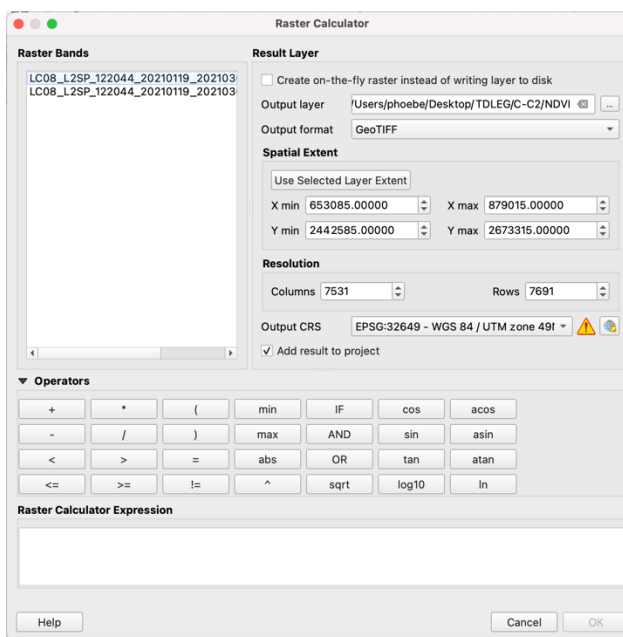 Raster Calculator
Raster Bands
LC08_L2SP_122044_20210119_202103
LC08_L2SP_122044_20210119_202103
Result Layer
Create on-the-fly raster instead of writing layer to disk
Output layer /Users/phoebe/Desktop/TDLEG/C-C2/NDVI ...
Output format GeoTIFF
Spatial Extent
Use Selected Layer Extent
X min 653085.00000 X max 879015.00000
Y min 2442585.00000 Y max 2673315.00000
Resolution
Columns 7531 Rows 7691
Output CRS EPSG:32649 - WGS 84 / UTM zone 49
Add result to project
Operators
+ * ( min IF cos acos
- / ) max AND sin asin
< > = abs OR tan atan
<= >= != ^ sqrt log10 ln
Raster Calculator Expression
Help Cancel OK